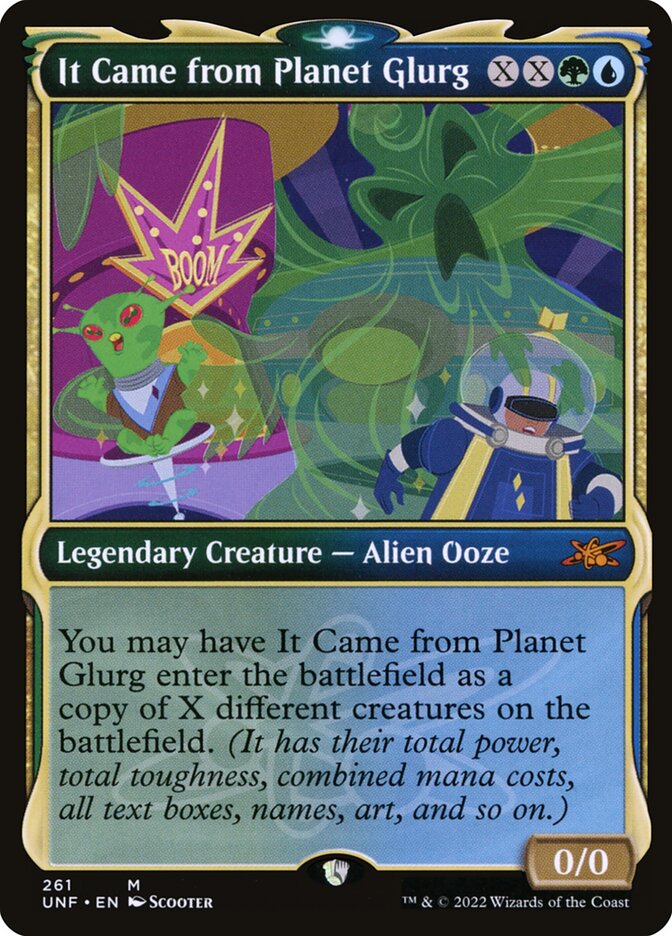 It Came from Planet Glurg XX
BOOM
Legendary Creature — Alien Ooze
You may have It Came from Planet
Glurg enter the battlefield as a
copy of X different creatures on the
battlefield. (It has their total power,
total toughness, combined mana costs,
all text boxes, names, art, and so on.)
0/0
261 M
UNF • EN Scooter
™ & © 2022 Wizards of the Coast